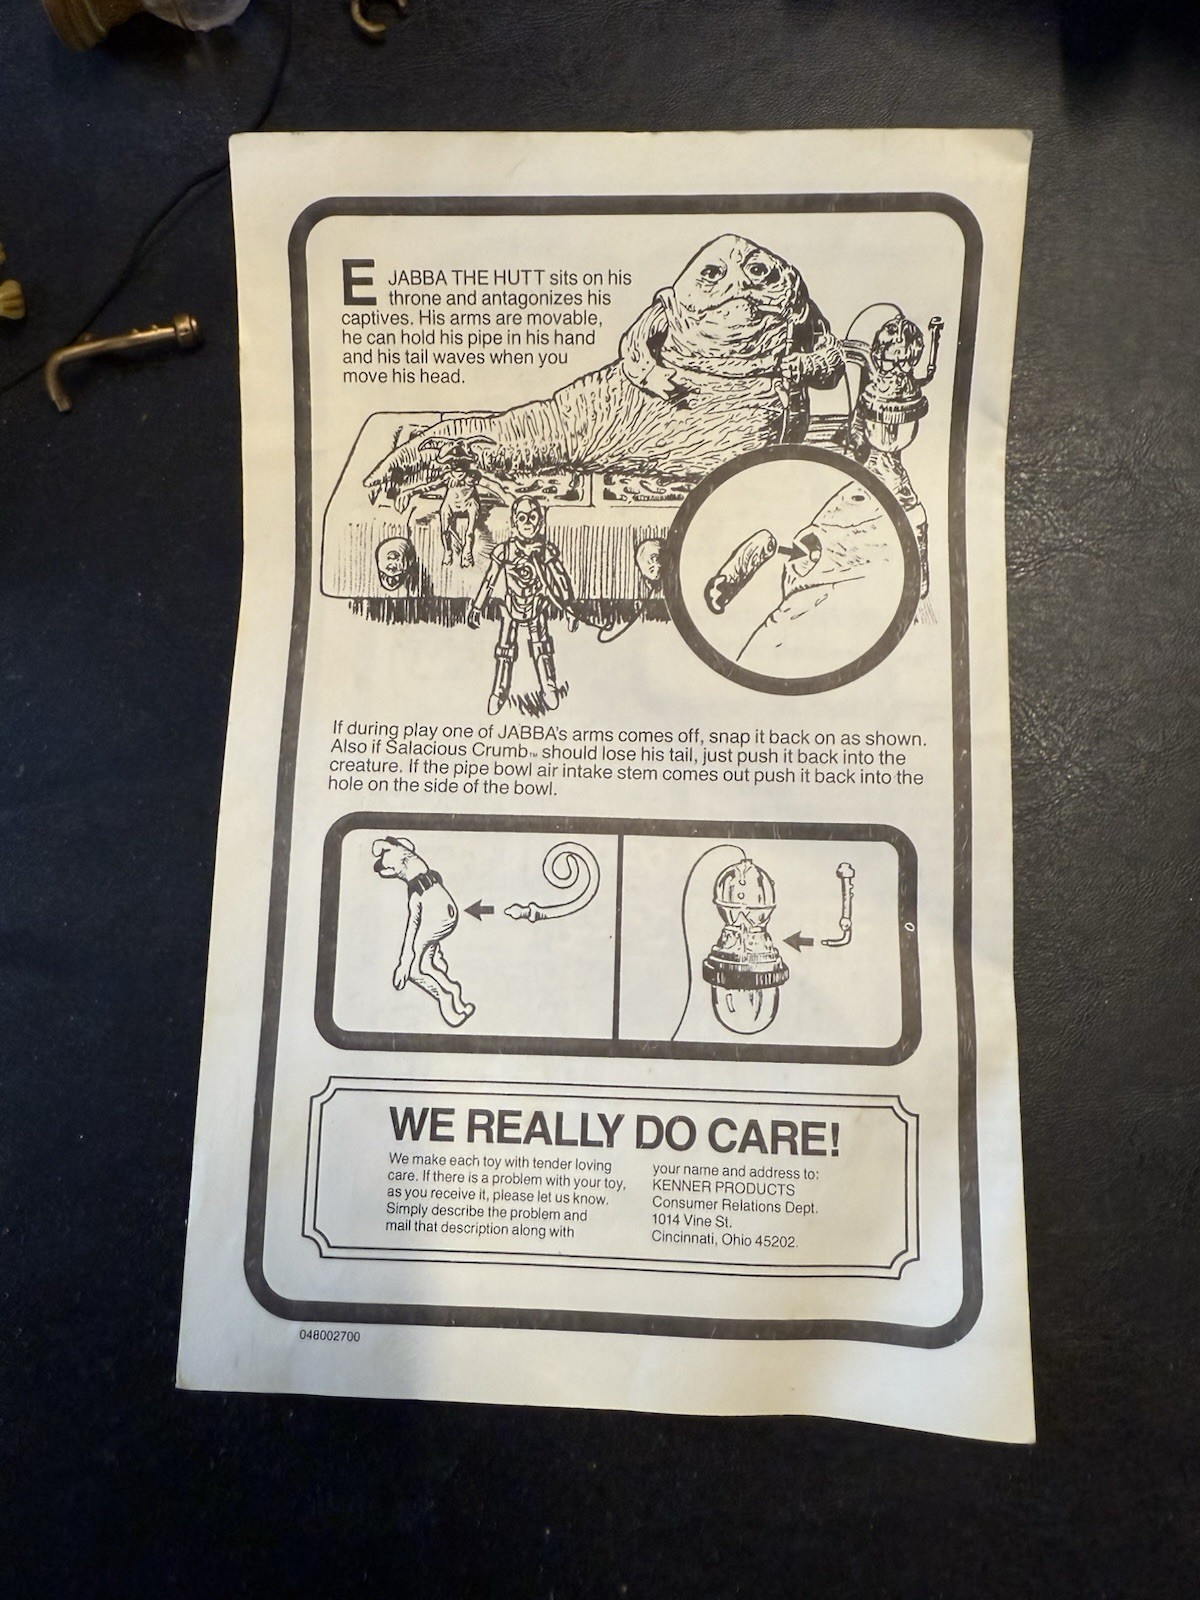 E JABBA THE HUTT sits on his
throne and antagonizes his
captives. His arms are movable,
he can hold his pipe in his hand
and his tail waves when you
move his head.
If during play one of JABBA's arms comes off, snap it back on as shown.
Also if Salacious Crumb™ should lose his tail, just push it back into the
creature. If the pipe bowl air intake stem comes out push it back into the
hole on the side of the bowl.
WE REALLY DO CARE!
We make each toy with tender loving
care. If there is a problem with your toy,
as you receive it, please let us know.
Simply describe the problem and
mail that description along with
your name and address to:
KENNER PRODUCTS
Consumer Relations Dept.
1014 Vine St.
Cincinnati, Ohio 45202.
048002700